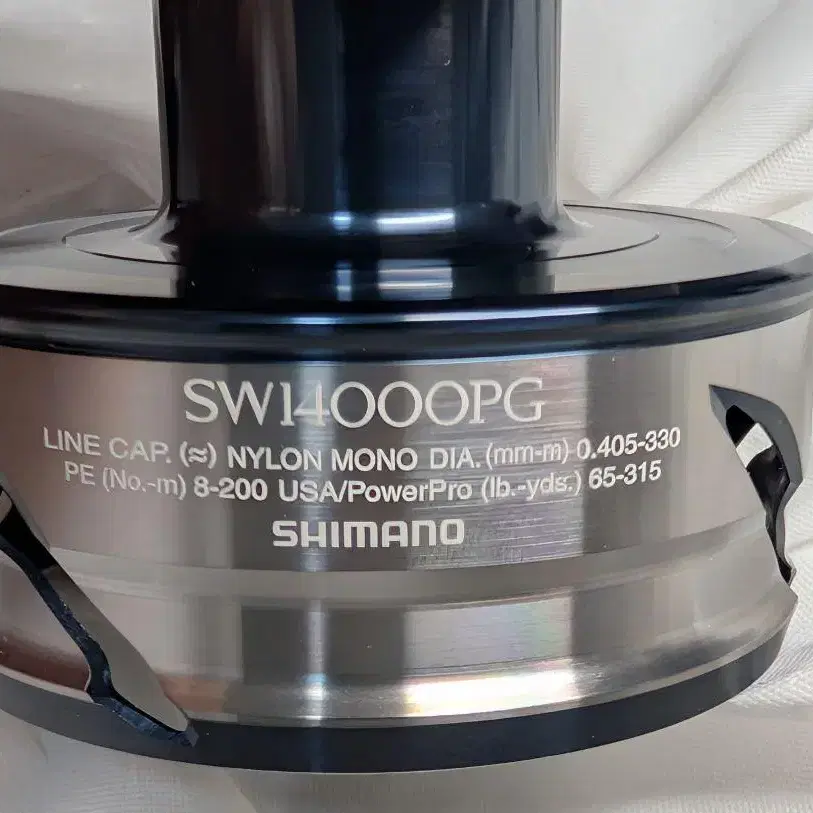 SW14000PG
LINE CAP. (≈) NYLON MONO DIA. (mm-m) 0.405-330
PE (No.-m) 8-200 USA/PowerPro (lb.-yds.) 65-315
SHIMANO